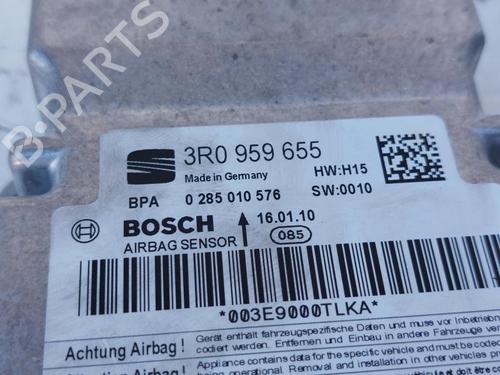 B-PARTS
3R0 959 655
Made in Germany
HW:H15
BPA 0 285 010 576 SW:0010
BOSCH 16.01.10
AIRBAG SENSOR 085
*003E9000TLKA*
Achtung Airbag!
Gerät enthält fahrzeugspezifische Daten und muss vor Inbetriebn
codiert werden. Entfernen und Einbau in andere Fahrzeuge ver
Appliance contains data for the specific vehicle and must be coded
Removal and installation in other vehicles pro